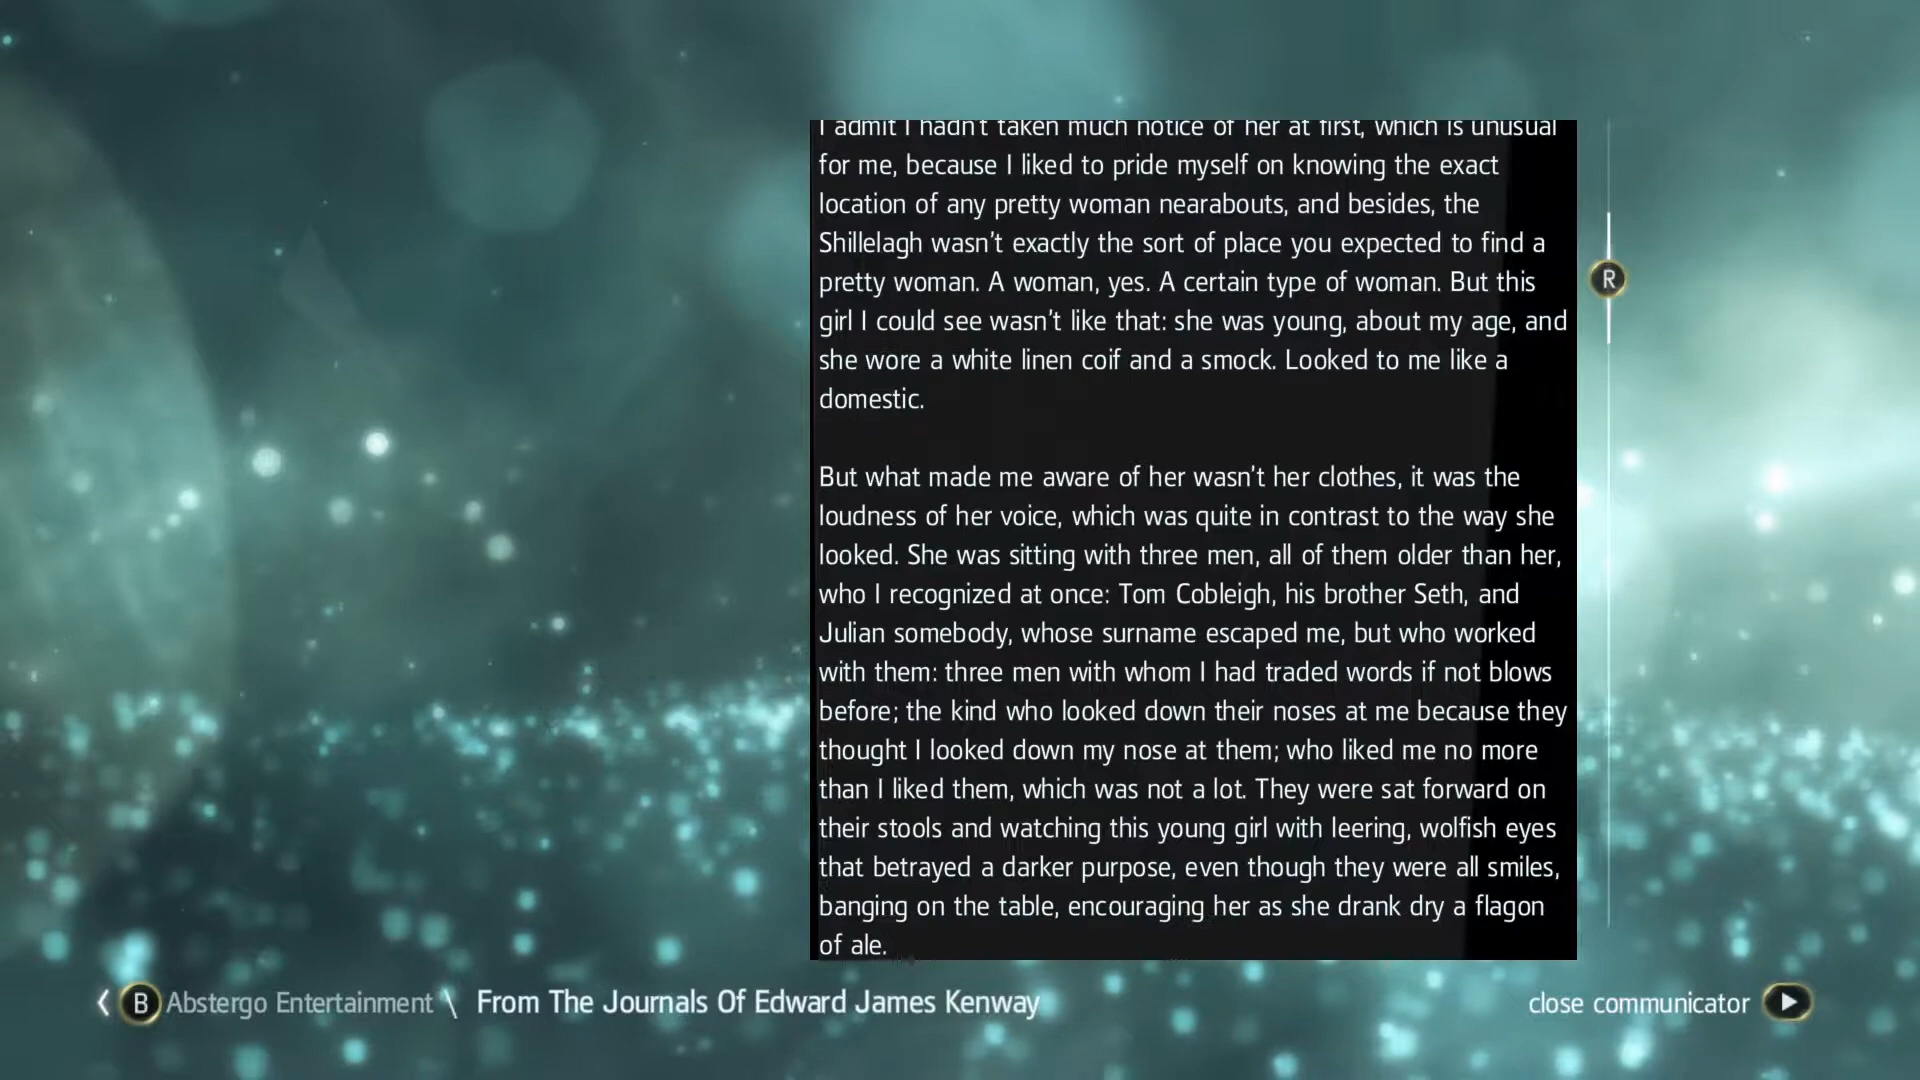 I admit I hadn't taken much notice of her at first, which is unusual
for me, because I liked to pride myself on knowing the exact
location of any pretty woman nearabouts, and besides, the
Shillelagh wasn't exactly the sort of place you expected to find a
pretty woman. A woman, yes. A certain type of woman. But this
girl I could see wasn't like that: she was young, about my age, and
she wore a white linen coif and a smock. Looked to me like a
domestic.
But what made me aware of her wasn't her clothes, it was the
loudness of her voice, which was quite in contrast to the way she
looked. She was sitting with three men, all of them older than her,
who I recognized at once: Tom Cobleigh, his brother Seth, and
Julian somebody, whose surname escaped me, but who worked
with them: three men with whom I had traded words if not blows
before; the kind who looked down their noses at me because they
thought I looked down my nose at them; who liked me no more
than I liked them, which was not a lot. They were sat forward on
their stools and watching this young girl with leering, wolfish eyes
that betrayed a darker purpose, even though they were all smiles,
banging on the table, encouraging her as she drank dry a flagon
of ale.
R
B Abstergo Entertainment \ From The Journals Of Edward James Kenway
close communicator